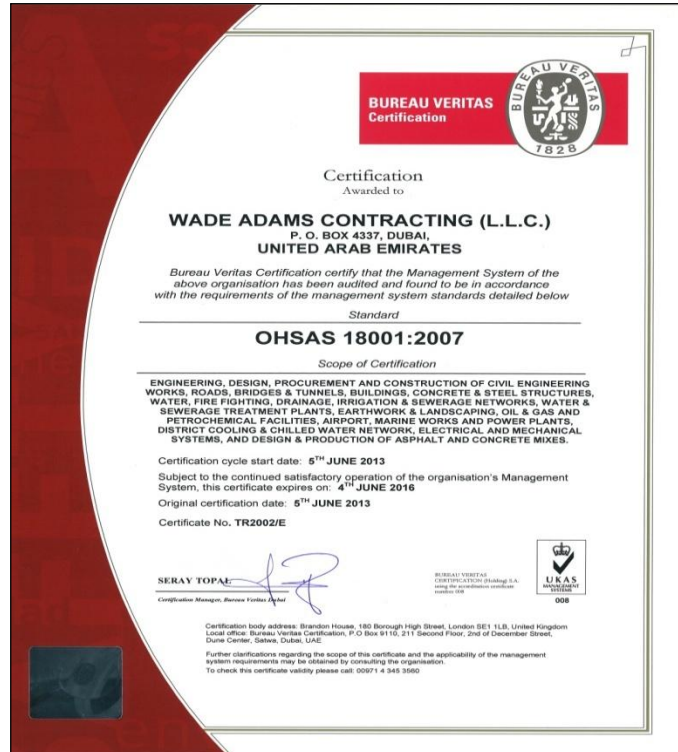 BUREAU VERITAS
Certification
BUREAU VERITAS
1828
Certification
Awarded to
WADE ADAMS CONTRACTING (L.L.C.)
P. O. BOX 4337, DUBAI,
UNITED ARAB EMIRATES
Bureau Veritas Certification certify that the Management System of the
above organisation has been audited and found to be in accordance
with the requirements of the management system standards detailed below
Standard
OHSAS 18001:2007
Scope of Certification
ENGINEERING, DESIGN, PROCUREMENT AND CONSTRUCTION OF CIVIL ENGINEERING
WORKS, ROADS, BRIDGES & TUNNELS, BUILDINGS, CONCRETE & STEEL STRUCTURES,
WATER, FIRE FIGHTING, DRAINAGE, IRRIGATION & SEWERAGE NETWORKS, WATER &
SEWERAGE TREATMENT PLANTS, EARTHWORK & LANDSCAPING, OIL & GAS AND
PETROCHEMICAL FACILITIES, AIRPORT, MARINE WORKS AND POWER PLANTS,
DISTRICT COOLING & CHILLED WATER NETWORK, ELECTRICAL AND MECHANICAL
SYSTEMS, AND DESIGN & PRODUCTION OF ASPHALT AND CONCRETE MIXES.
Certification cycle start date: 5TH JUNE 2013
Subject to the continued satisfactory operation of the organisation's Management
System, this certificate expires on: 4TH JUNE 2016
Original certification date: 5TH JUNE 2013
Certificate No. TR2002/E
SERAY TOPAL
Certification Manager, Bureau Veritas Dubai
BUREAU VERITAS
CERTIFICATION (Holding) S.A.
using the accreditation certificate
number 008
UKAS
MANAGEMENT
SYSTEMS
008
Certification body address: Brandon House, 180 Borough High Street, London SE1 1LB, United Kingdom
Local office: Bureau Veritas Certification, P.O Box 9110, 211 Second Floor, 2nd of December Street,
Dune Center, Satwa, Dubai, UAE
Further clarifications regarding the scope of this certificate and the applicability of the management
system requirements may be obtained by consulting the organisation.
To check this certificate validity please call: 00971 4 345 3560